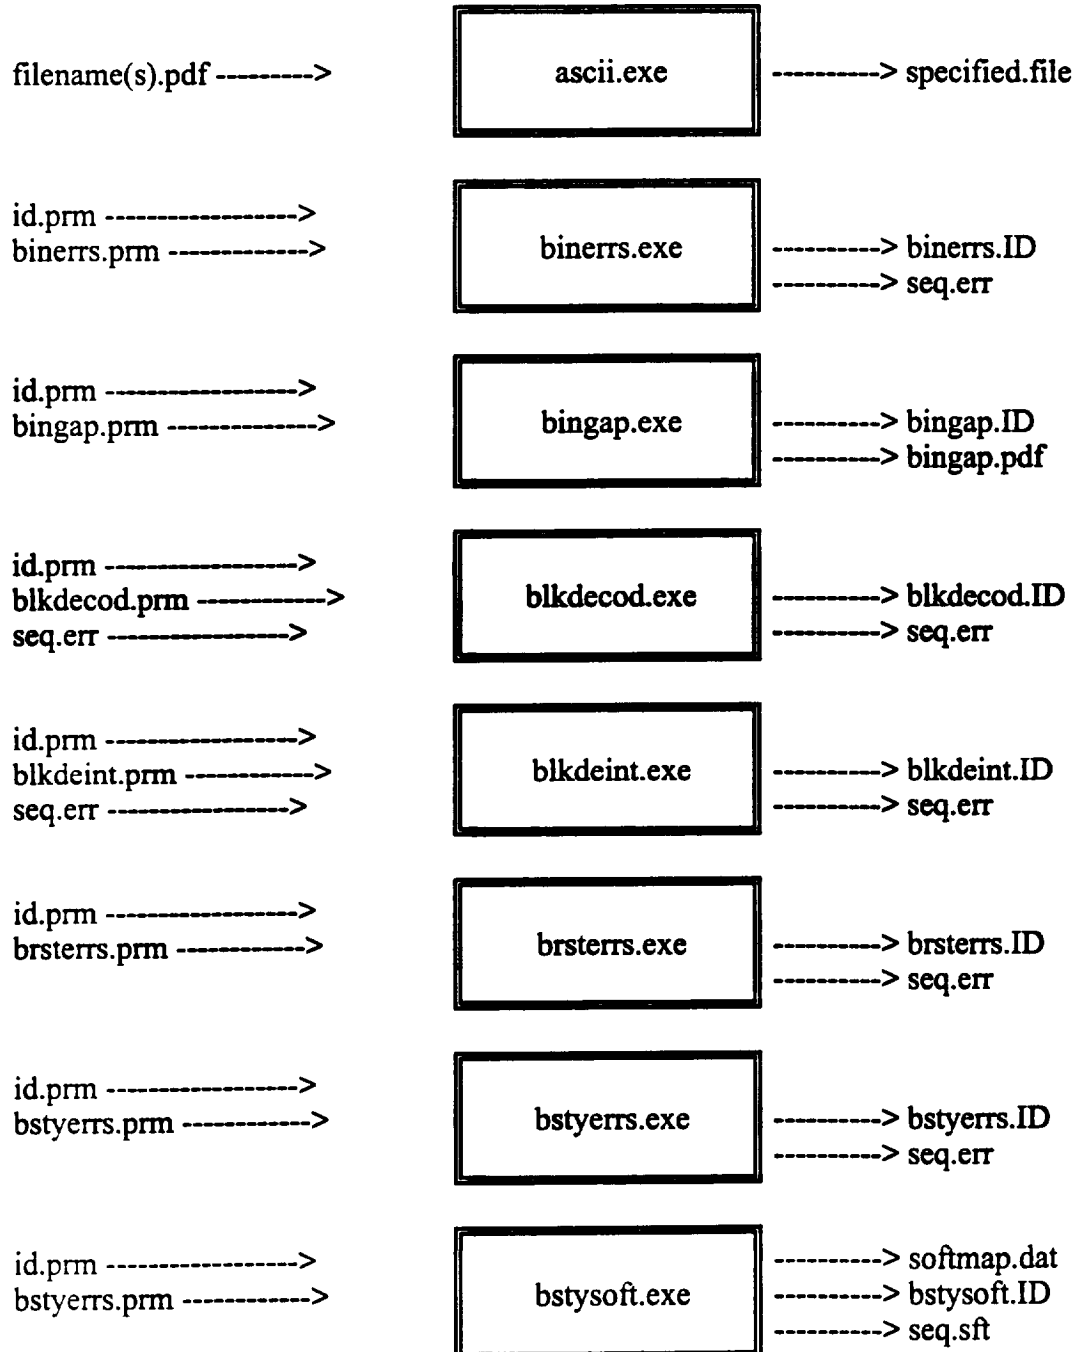 filename(s).pdf ---------> ascii.exe ---------> specified.file
id.prm ----------------->
binerrs.prm -------------> binerrs.exe ---------> binerrs.ID
---------> seq.err
id.prm ----------------->
bingap.prm --------------> bingap.exe ---------> bingap.ID
---------> bingap.pdf
id.prm ----------------->
blkdecod.prm ------------> blkdecod.exe ---------> blkdecod.ID
seq.err ----------------> ---------> seq.err
id.prm ----------------->
blkdeint.prm ------------> blkdeint.exe ---------> blkdeint.ID
seq.err ----------------> ---------> seq.err
id.prm ----------------->
brsterrs.prm ------------> brsterrs.exe ---------> brsterrs.ID
---------> seq.err
id.prm ----------------->
bstyerrs.prm ------------> bstyerrs.exe ---------> bstyerrs.ID
---------> seq.err
id.prm -----------------> ---------> softmap.dat
bstyerrs.prm ------------> bstysoft.exe ---------> bstysoft.ID
---------> seq.sft